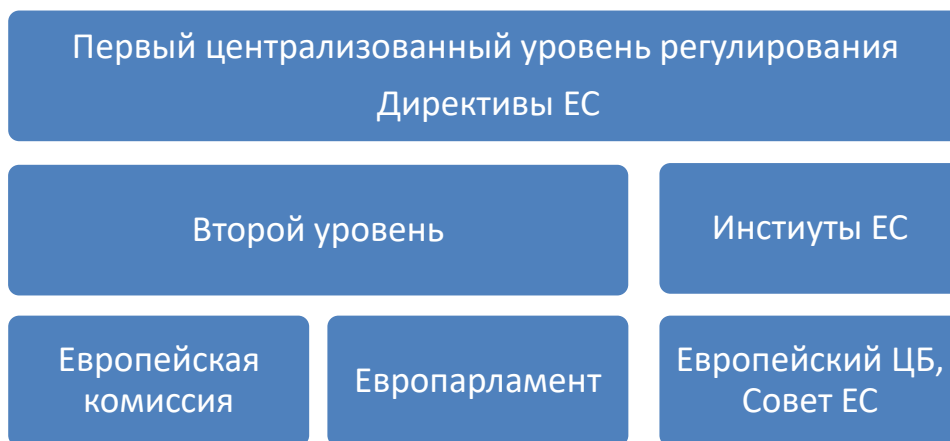 Первый централизованный уровень регулирования
Директивы ЕС
Второй уровень
Инстиуты ЕС
Европейская
комиссия
Европарламент
Европейский ЦБ,
Совет ЕС